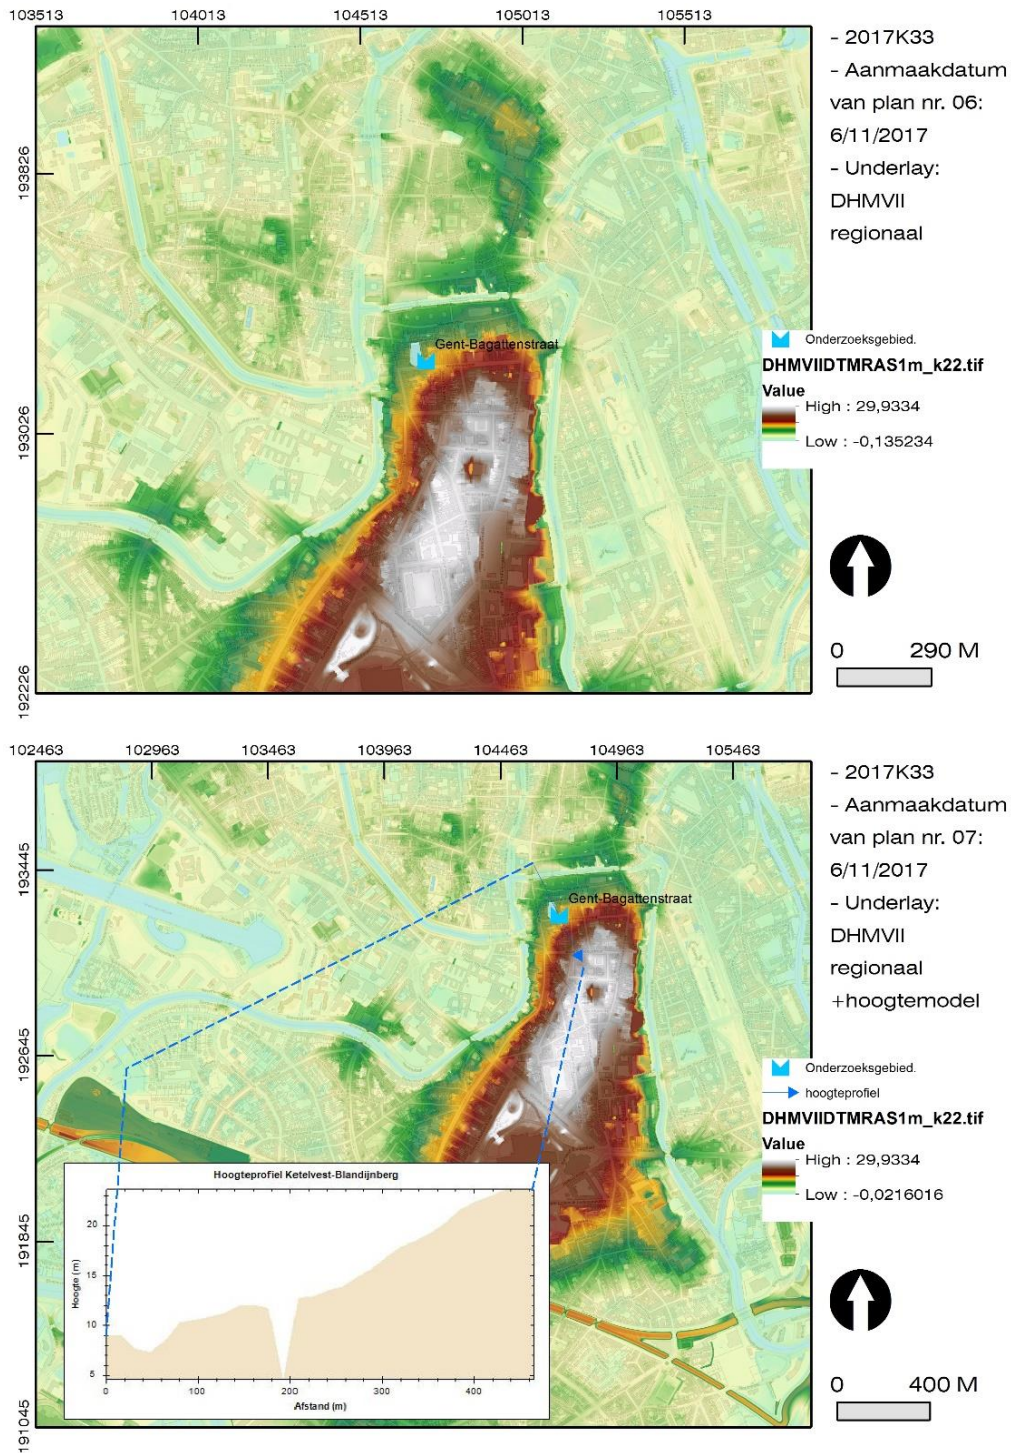 103513 104013 104513 105013 105513
193826
193026
192226
Gent-Bagattenstraat
- 2017K33
- Aanmaakdatum
van plan nr. 06:
6/11/2017
- Underlay:
DHMVII
regionaal
Onderzoeksgebied.
DHMVIIDTMRAS1m_k22.tif
Value
High : 29,9334
Low : -0,135234
0 290 M
102463 102963 103463 103963 104463 104963 105463
193445
192645
191845
191045
Gent-Bagattenstraat
Hoogteprofiel Ketelvest-Blandijnberg
Hoogte (m)
20
15
10
5
0 100 200 300 400
Afstand (m)
- 2017K33
- Aanmaakdatum
van plan nr. 07:
6/11/2017
- Underlay:
DHMVII
regionaal
+hoogtemodel
Onderzoeksgebied.
hoogteprofiel
DHMVIIDTMRAS1m_k22.tif
Value
High : 29,9334
Low : -0,0216016
0 400 M